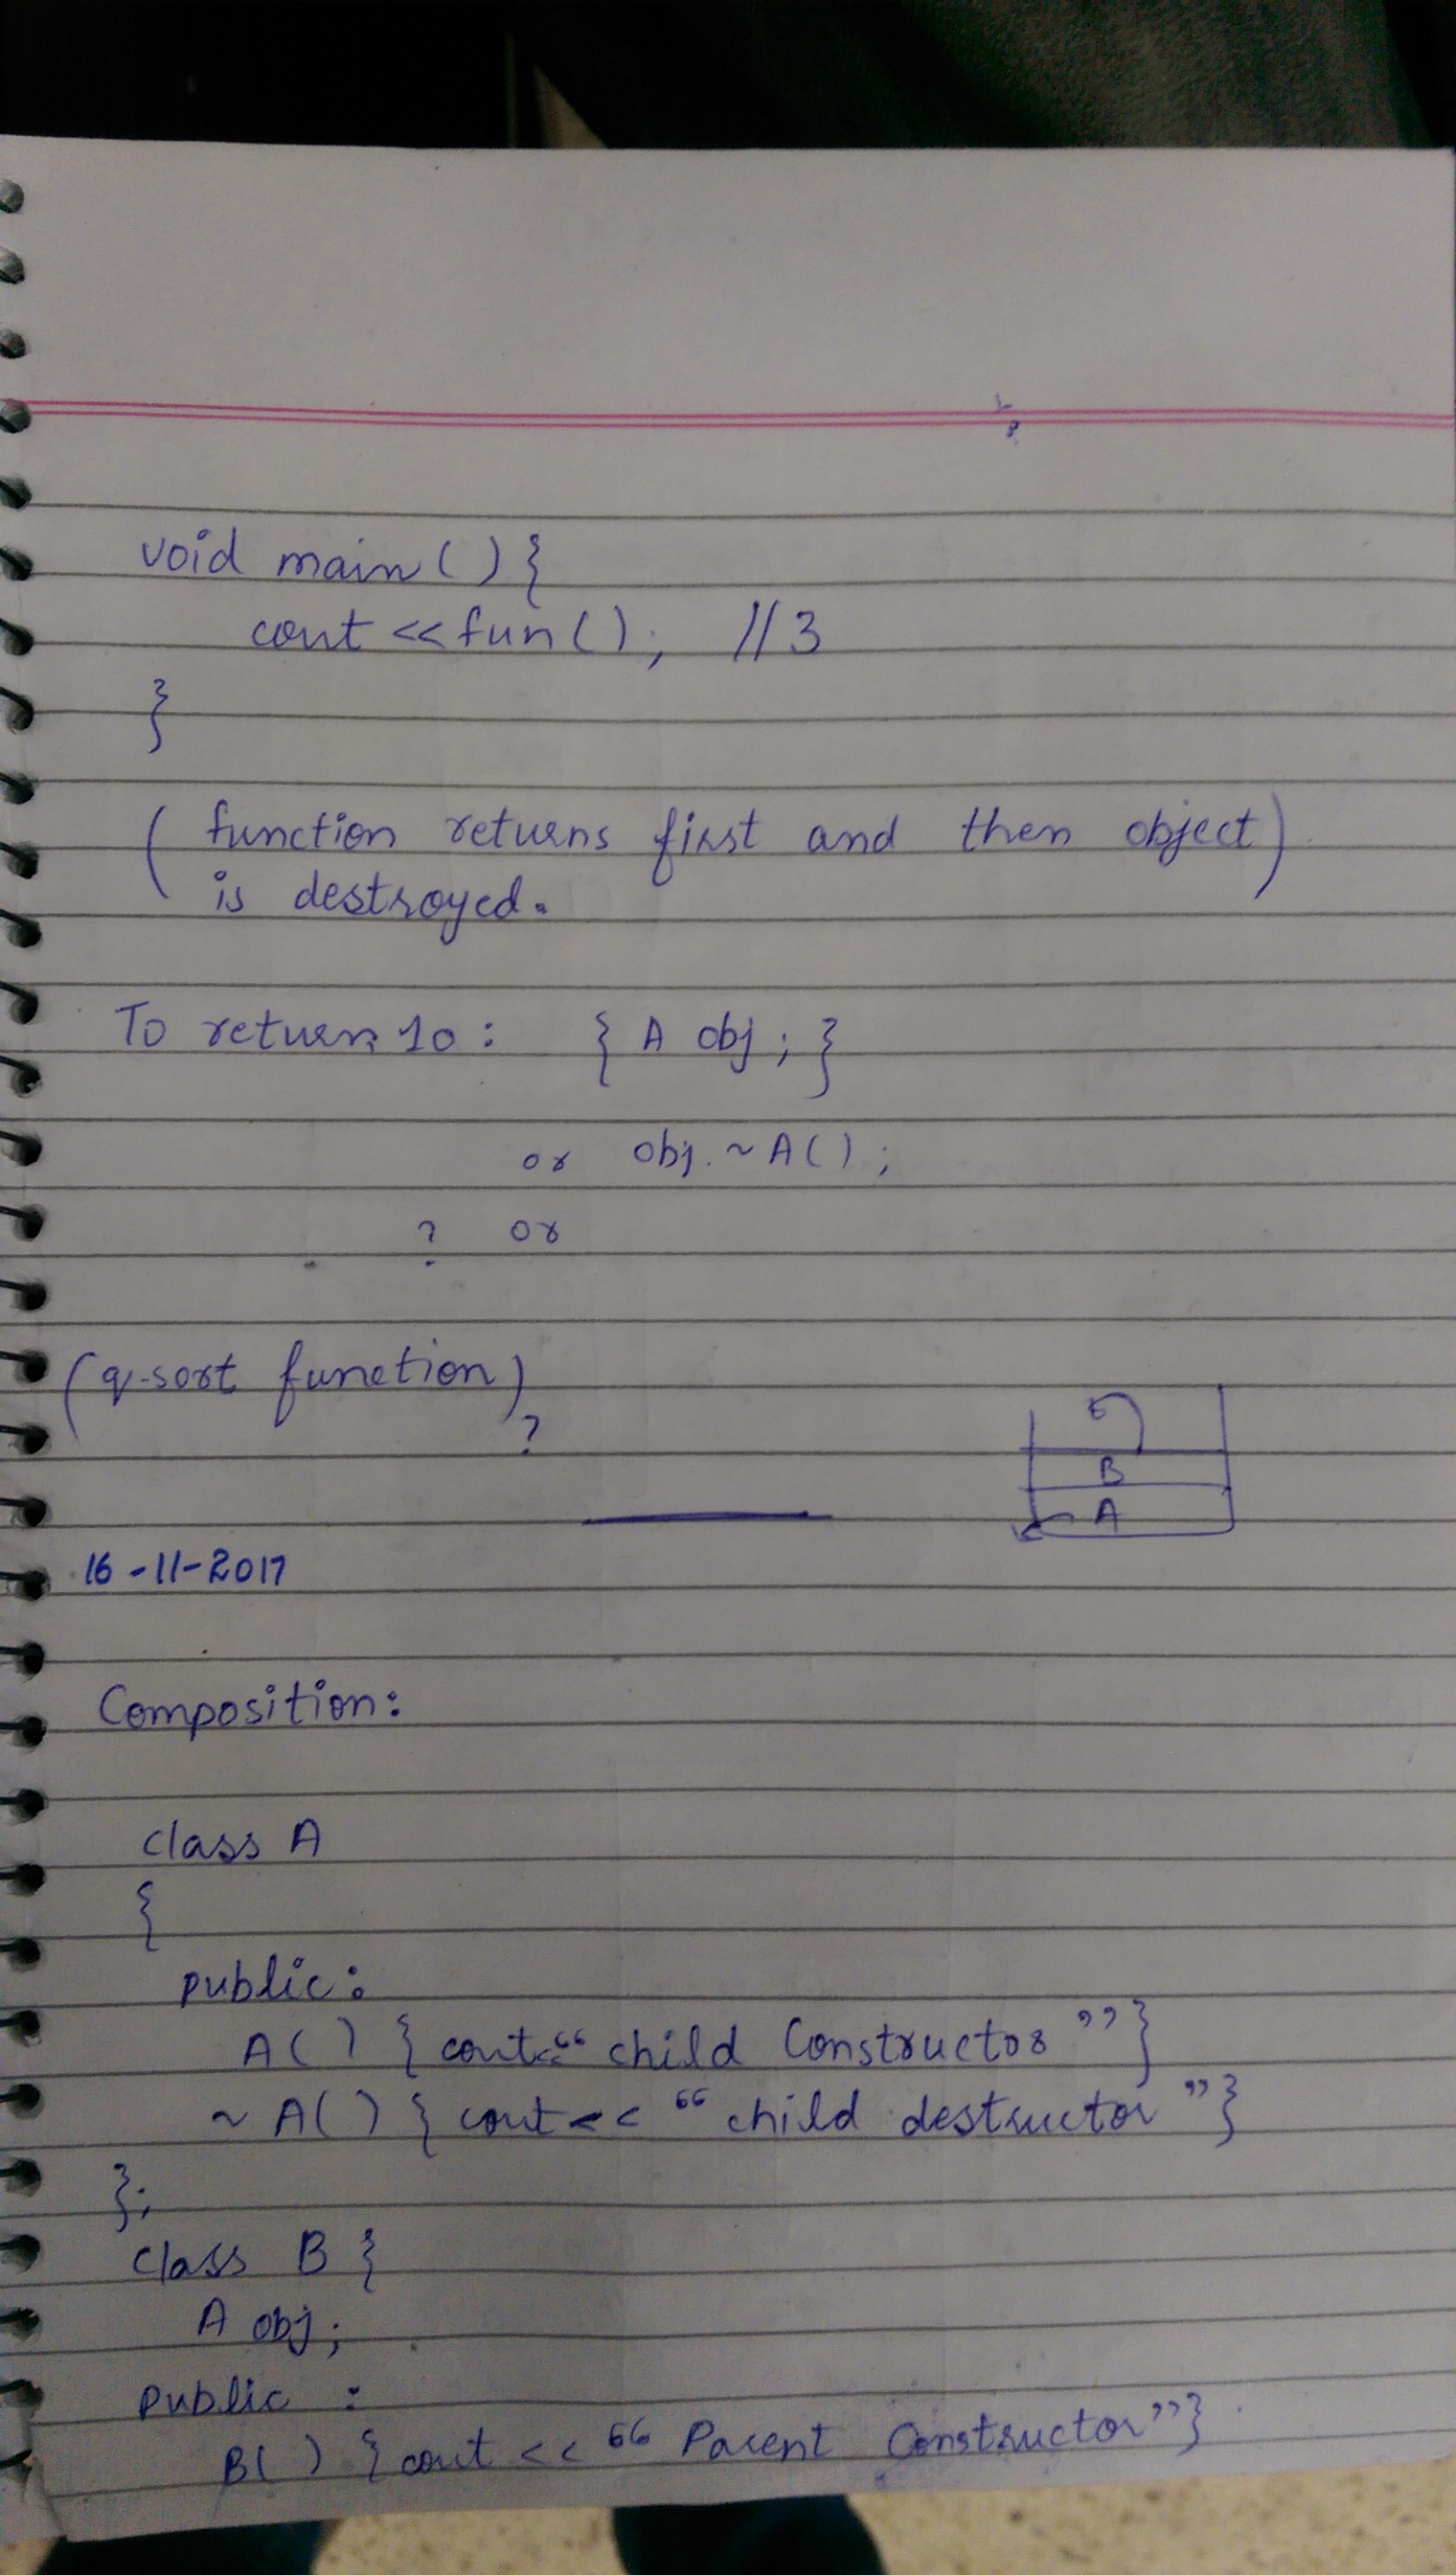 void main() {
cout << fun(); //3
}
( function returns first and then object )
is destroyed.
To return 10: { A obj; }
or obj.~A();
? or
(q-sort function)
?
B
A
16-11-2017
Composition:
class A
{
public:
A() { cout<<“ child Constructor ”}
~A() { cout<< “ child destructor ”}
};
class B {
A obj;
public :
B() {cout << “ Parent Constructor”}